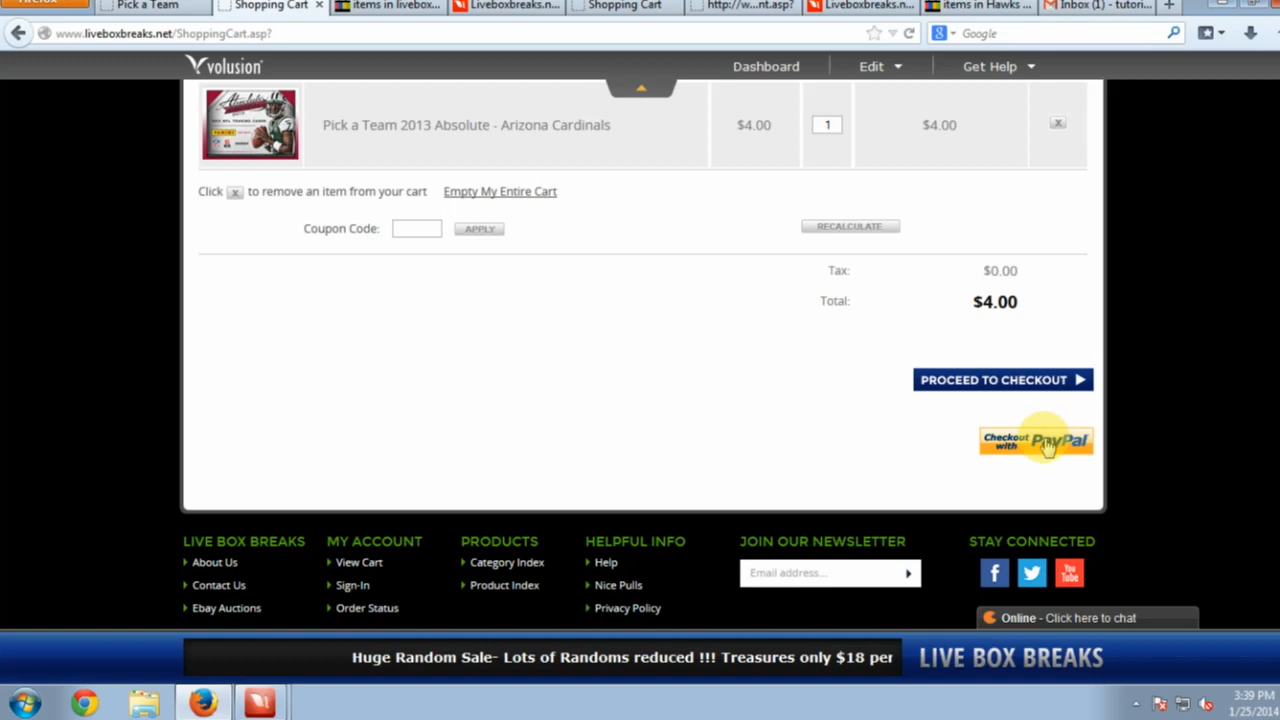 Firefox
Pick a Team
Shopping Cart
items in livebox...
Liveboxbreaks.n...
Shopping Cart
http://w...nt.asp?
Liveboxbreaks.n...
items in Hawks ...
Inbox (1) - tutori...
www.liveboxbreaks.net/ShoppingCart.asp?
Google
volusion
Dashboard
Edit
Get Help
Absolute
Pick a Team 2013 Absolute - Arizona Cardinals
$4.00
1
$4.00
x
Click x to remove an item from your cart
Empty My Entire Cart
Coupon Code:
APPLY
RECALCULATE
Tax:
$0.00
Total:
$4.00
PROCEED TO CHECKOUT
Checkout with PayPal
LIVE BOX BREAKS
MY ACCOUNT
PRODUCTS
HELPFUL INFO
JOIN OUR NEWSLETTER
STAY CONNECTED
About Us
View Cart
Category Index
Help
Email address...
f
You Tube
Contact Us
Sign-In
Product Index
Nice Pulls
Ebay Auctions
Order Status
Privacy Policy
Online - Click here to chat
Huge Random Sale- Lots of Randoms reduced !!! Treasures only $18 per
LIVE BOX BREAKS
3:39 PM
1/25/2014